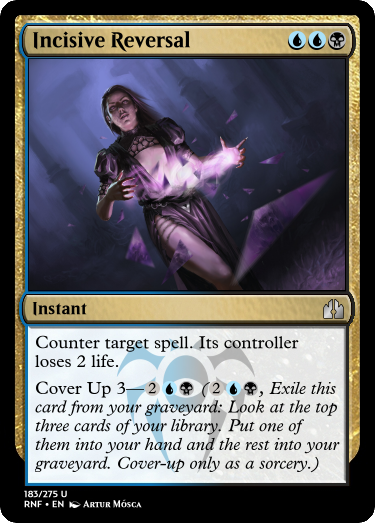 Incisive Reversal
Instant
Counter target spell. Its controller
loses 2 life.
Cover Up 3— 2 (2 , Exile this
card from your graveyard: Look at the top
three cards of your library. Put one of
them into your hand and the rest into your
graveyard. Cover-up only as a sorcery.)
183/275 U
RNF • EN Artur Mósca